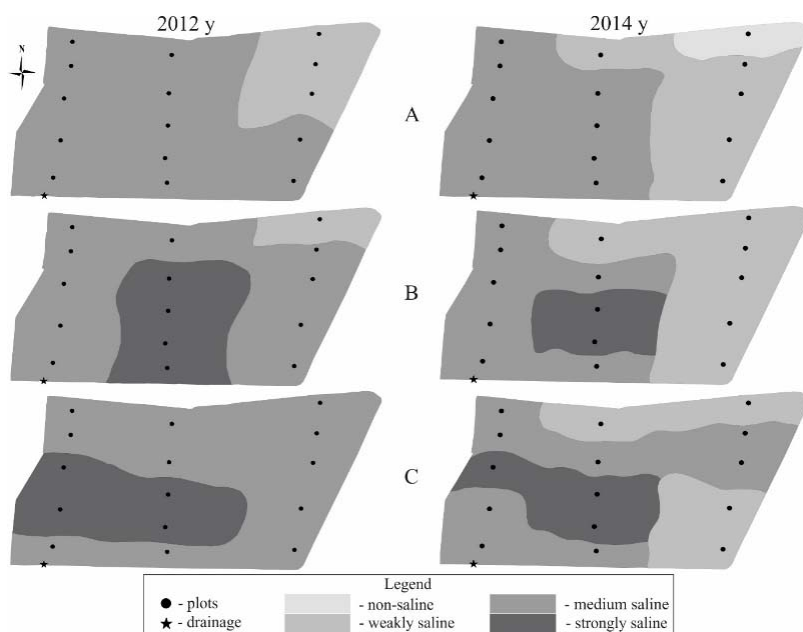 2012 y 2014 y
N
A
B
C
Legend
- plots - non-saline - medium saline
- drainage - weakly saline - strongly saline